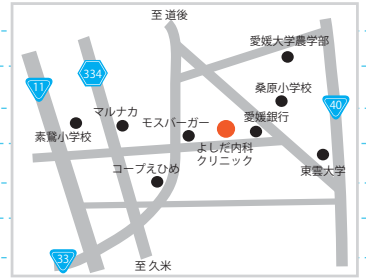 至 道後
愛媛大学農学部
334
11
桑原小学校
40
マルナカ
モスバーガー
愛媛銀行
素鵞小学校
よしだ内科
クリニック
コープえひめ
東雲大学
33
至 久米